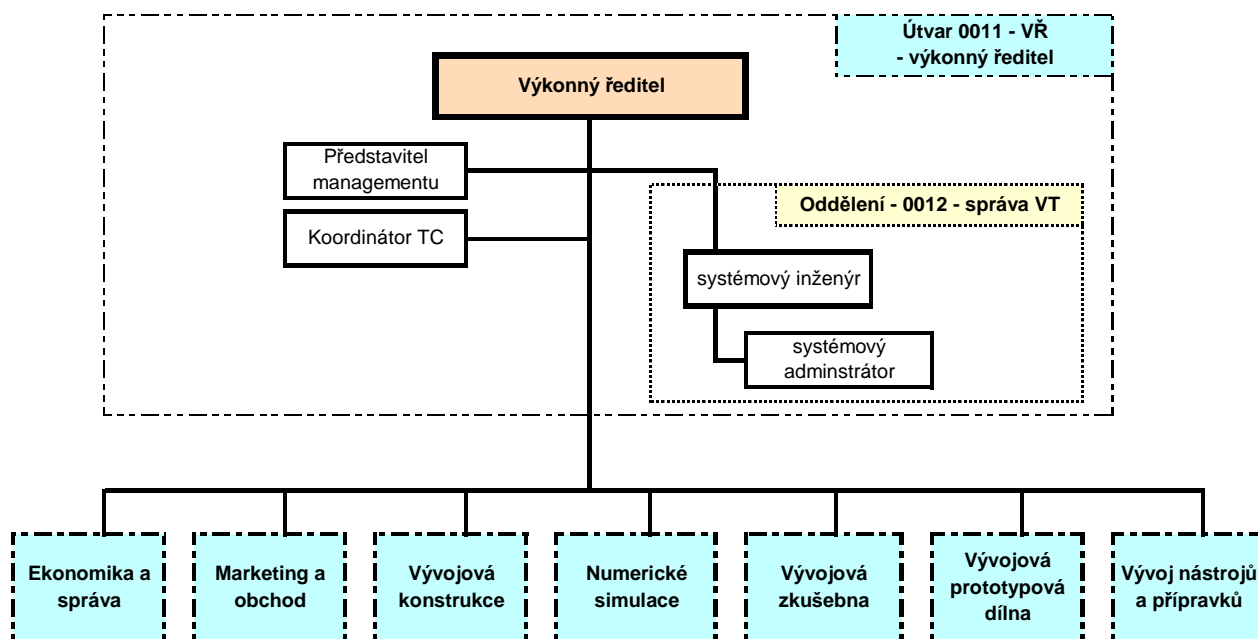 Útvar 0011 - VŘ
- výkonný ředitel
Výkonný ředitel
Představitel
managementu
Koordinátor TC
Oddělení - 0012 - správa VT
systémový inženýr
systémový
adminstrátor
Ekonomika a
správa
Marketing a
obchod
Vývojová
konstrukce
Numerické
simulace
Vývojová
zkušebna
Vývojová
prototypová
dílna
Vývoj nástrojů
a přípravků